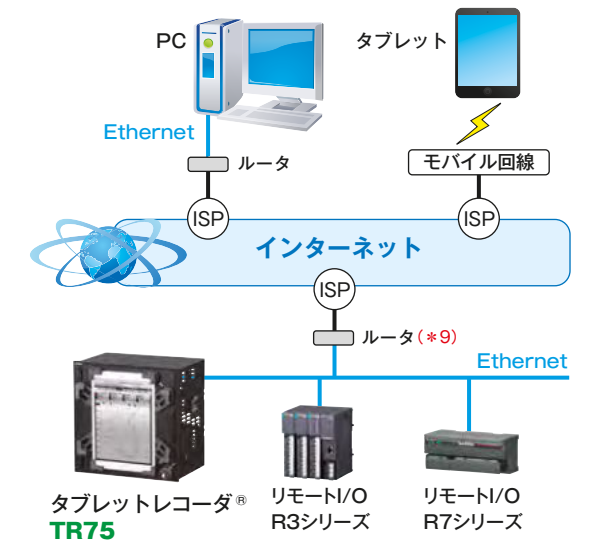 PC
タブレット
Ethernet
ルータ
モバイル回線
ISP
ISP
インターネット
ISP
ルータ(*9)
Ethernet
タブレットレコーダ®
TR75
リモートI/O
R3シリーズ
リモートI/O
R7シリーズ